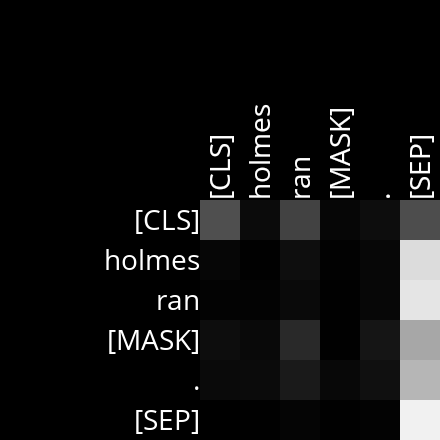 [CLS] holmes ran [MASK] . [SEP]
[CLS]
holmes
ran
[MASK]
.
[SEP]